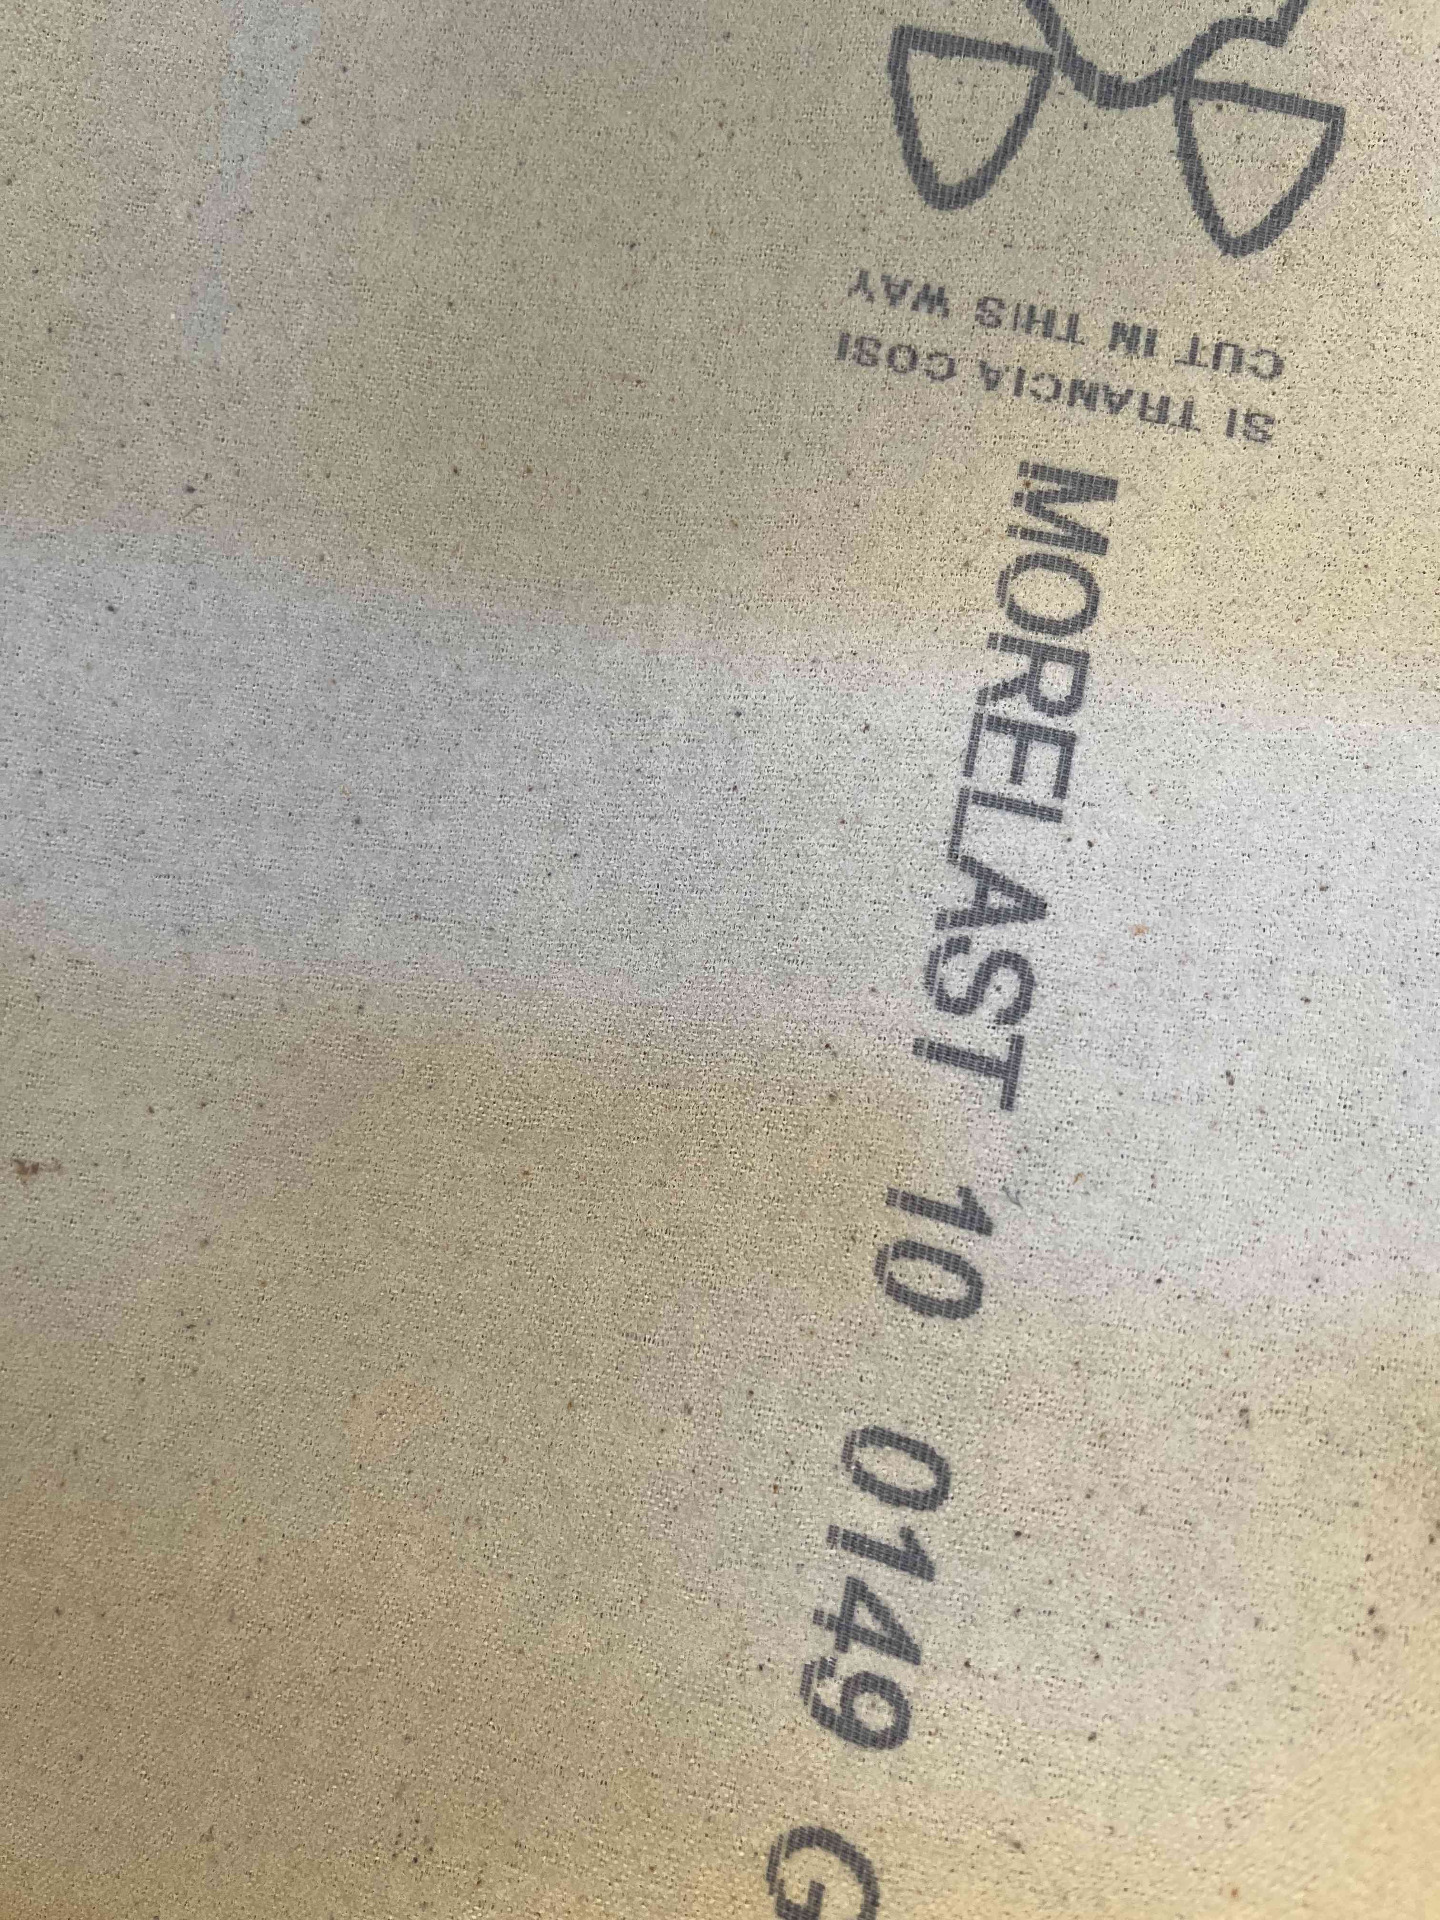 SI TRANCIA COSI
CUT IN THIS WAY
MORELAST 10 0149 G